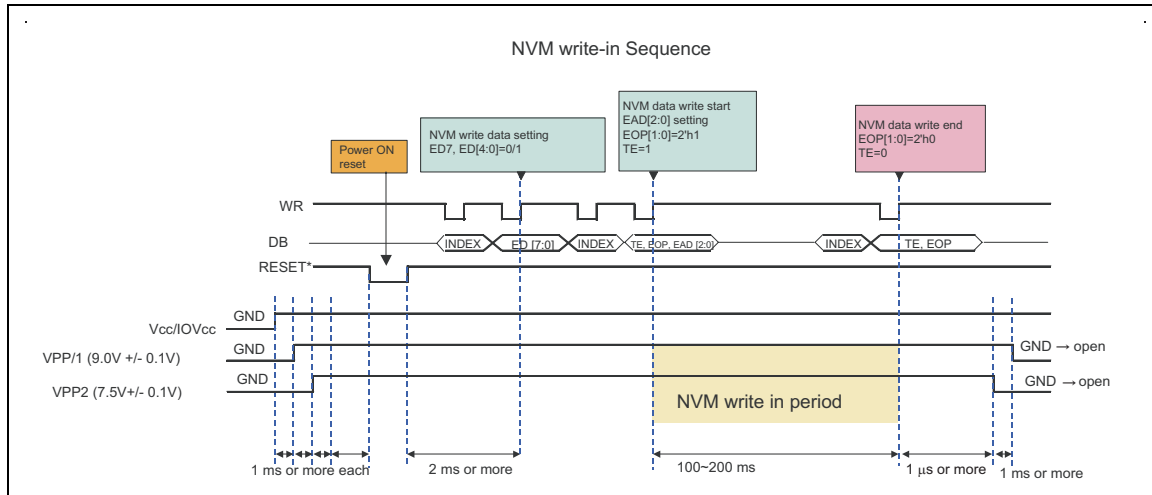 NVM write-in Sequence
Power ON
reset
NVM write data setting
ED7, ED[4:0]=0/1
NVM data write start
EAD[2:0] setting
EOP[1:0]=2'h1
TE=1
NVM data write end
EOP[1:0]=2'h0
TE=0
WR
DB
INDEX
ED [7:0]
INDEX
TE, EOP, EAD [2:0]
INDEX
TE, EOP
RESET*
GND
Vcc/IOVcc
GND
VPP/1 (9.0V +/- 0.1V)
GND → open
GND
VPP2 (7.5V+/- 0.1V)
GND → open
NVM write in period
1 ms or more each
2 ms or more
100~200 ms
1 μs or more
1 ms or more